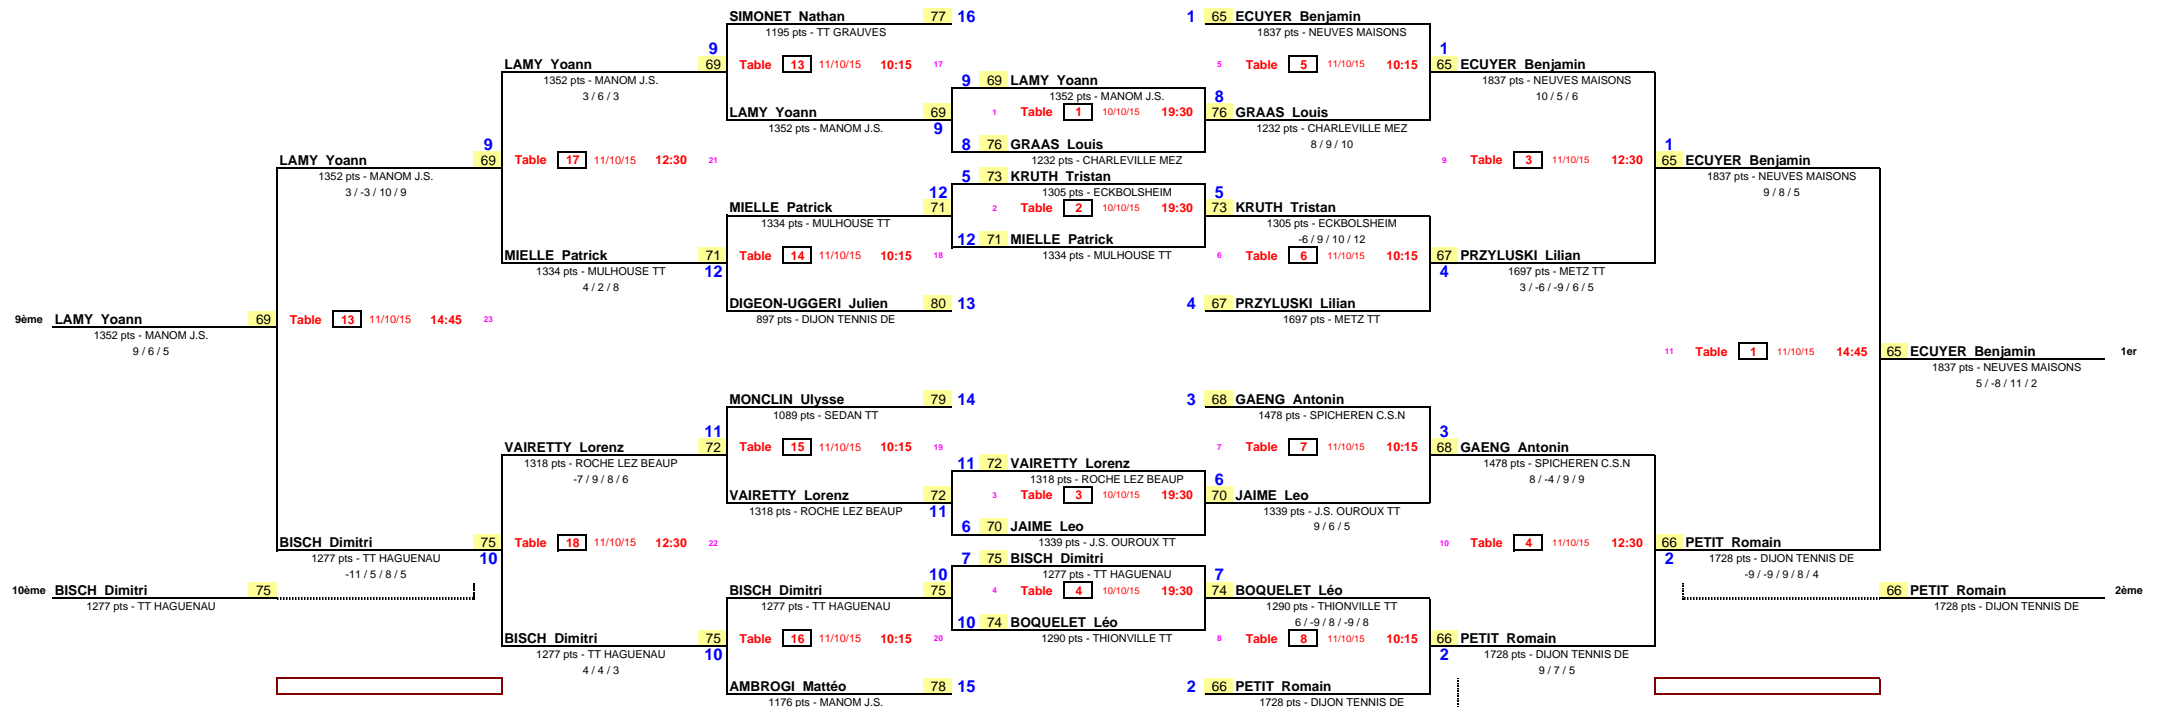 SIMONET Nathan 77 16 1 65 ECUYER Benjamin
1195 pts - TT GRAUVES 1837 pts - NEUVES MAISONS
9 1
LAMY Yoann 69 Table 13 11/10/15 10:15 17 5 Table 5 11/10/15 10:15 65 ECUYER Benjamin
1352 pts - MANOM J.S. 9 69 LAMY Yoann 1837 pts - NEUVES MAISONS
3 / 6 / 3 1352 pts - MANOM J.S. 8 10 / 5 / 6
LAMY Yoann 69 1 Table 1 10/10/15 19:30 76 GRAAS Louis
1352 pts - MANOM J.S. 9 1232 pts - CHARLEVILLE MEZ
9 8 76 GRAAS Louis 8 / 9 / 10 1
LAMY Yoann 69 Table 17 11/10/15 12:30 21 1232 pts - CHARLEVILLE MEZ 9 Table 3 11/10/15 12:30 65 ECUYER Benjamin
1352 pts - MANOM J.S. 5 73 KRUTH Tristan 1837 pts - NEUVES MAISONS
3 / -3 / 10 / 9 12 1305 pts - ECKBOLSHEIM 5 9 / 8 / 5
MIELLE Patrick 71 2 Table 2 10/10/15 19:30 73 KRUTH Tristan
1334 pts - MULHOUSE TT 1305 pts - ECKBOLSHEIM
12 71 MIELLE Patrick -6 / 9 / 10 / 12
MIELLE Patrick 71 Table 14 11/10/15 10:15 18 1334 pts - MULHOUSE TT 6 Table 6 11/10/15 10:15 67 PRZYLUSKI Lilian
1334 pts - MULHOUSE TT 12 4 1697 pts - METZ TT
4 / 2 / 8 3 / -6 / -9 / 6 / 5
DIGEON-UGGERI Julien 80 13 4 67 PRZYLUSKI Lilian
9ème LAMY Yoann 69 Table 13 11/10/15 14:45 23 897 pts - DIJON TENNIS DE 1697 pts - METZ TT
1352 pts - MANOM J.S.
9 / 6 / 5 11 Table 1 11/10/15 14:45 65 ECUYER Benjamin 1er
1837 pts - NEUVES MAISONS
5 / -8 / 11 / 2
MONCLIN Ulysse 79 14 3 68 GAENG Antonin
1089 pts - SEDAN TT 1478 pts - SPICHEREN C.S.N
11 3
VAIRETTY Lorenz 72 Table 15 11/10/15 10:15 19 7 Table 7 11/10/15 10:15 68 GAENG Antonin
1318 pts - ROCHE LEZ BEAUP 11 72 VAIRETTY Lorenz 1478 pts - SPICHEREN C.S.N
-7 / 9 / 8 / 6 1318 pts - ROCHE LEZ BEAUP 6 8 / -4 / 9 / 9
VAIRETTY Lorenz 72 3 Table 3 10/10/15 19:30 70 JAIME Leo
1318 pts - ROCHE LEZ BEAUP 11 1339 pts - J.S. OUROUX TT
6 70 JAIME Leo 9 / 6 / 5
BISCH Dimitri 75 Table 18 11/10/15 12:30 22 1339 pts - J.S. OUROUX TT 10 Table 4 11/10/15 12:30 66 PETIT Romain
1277 pts - TT HAGUENAU 10 7 75 BISCH Dimitri 2 1728 pts - DIJON TENNIS DE
-11 / 5 / 8 / 5 10 1277 pts - TT HAGUENAU 7 -9 / -9 / 9 / 8 / 4
10ème BISCH Dimitri 75 BISCH Dimitri 75 4 Table 4 10/10/15 19:30 74 BOQUELET Léo 66 PETIT Romain 2ème
1277 pts - TT HAGUENAU 1277 pts - TT HAGUENAU 1290 pts - THIONVILLE TT 1728 pts - DIJON TENNIS DE
10 74 BOQUELET Léo 6 / -9 / 8 / -9 / 8
BISCH Dimitri 75 Table 16 11/10/15 10:15 20 1290 pts - THIONVILLE TT 8 Table 8 11/10/15 10:15 66 PETIT Romain
1277 pts - TT HAGUENAU 10 2 1728 pts - DIJON TENNIS DE
4 / 4 / 3 9 / 7 / 5
AMBROGI Mattéo 78 15 2 66 PETIT Romain
1176 pts - MANOM J.S. 1728 pts - DIJON TENNIS DE